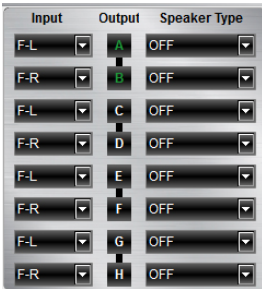 Input Output Speaker Type
F-L A OFF
F-R B OFF
F-L C OFF
F-R D OFF
F-L E OFF
F-R F OFF
F-L G OFF
F-R H OFF